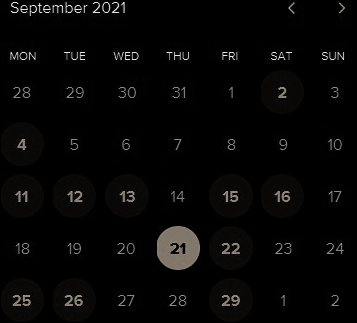 September 2021
MON TUE WED THU FRI SAT SUN
28 29 30 31 1 2 3
4 5 6 7 8 9 10
11 12 13 14 15 16 17
18 19 20 21 22 23 24
25 26 27 28 29 1 2